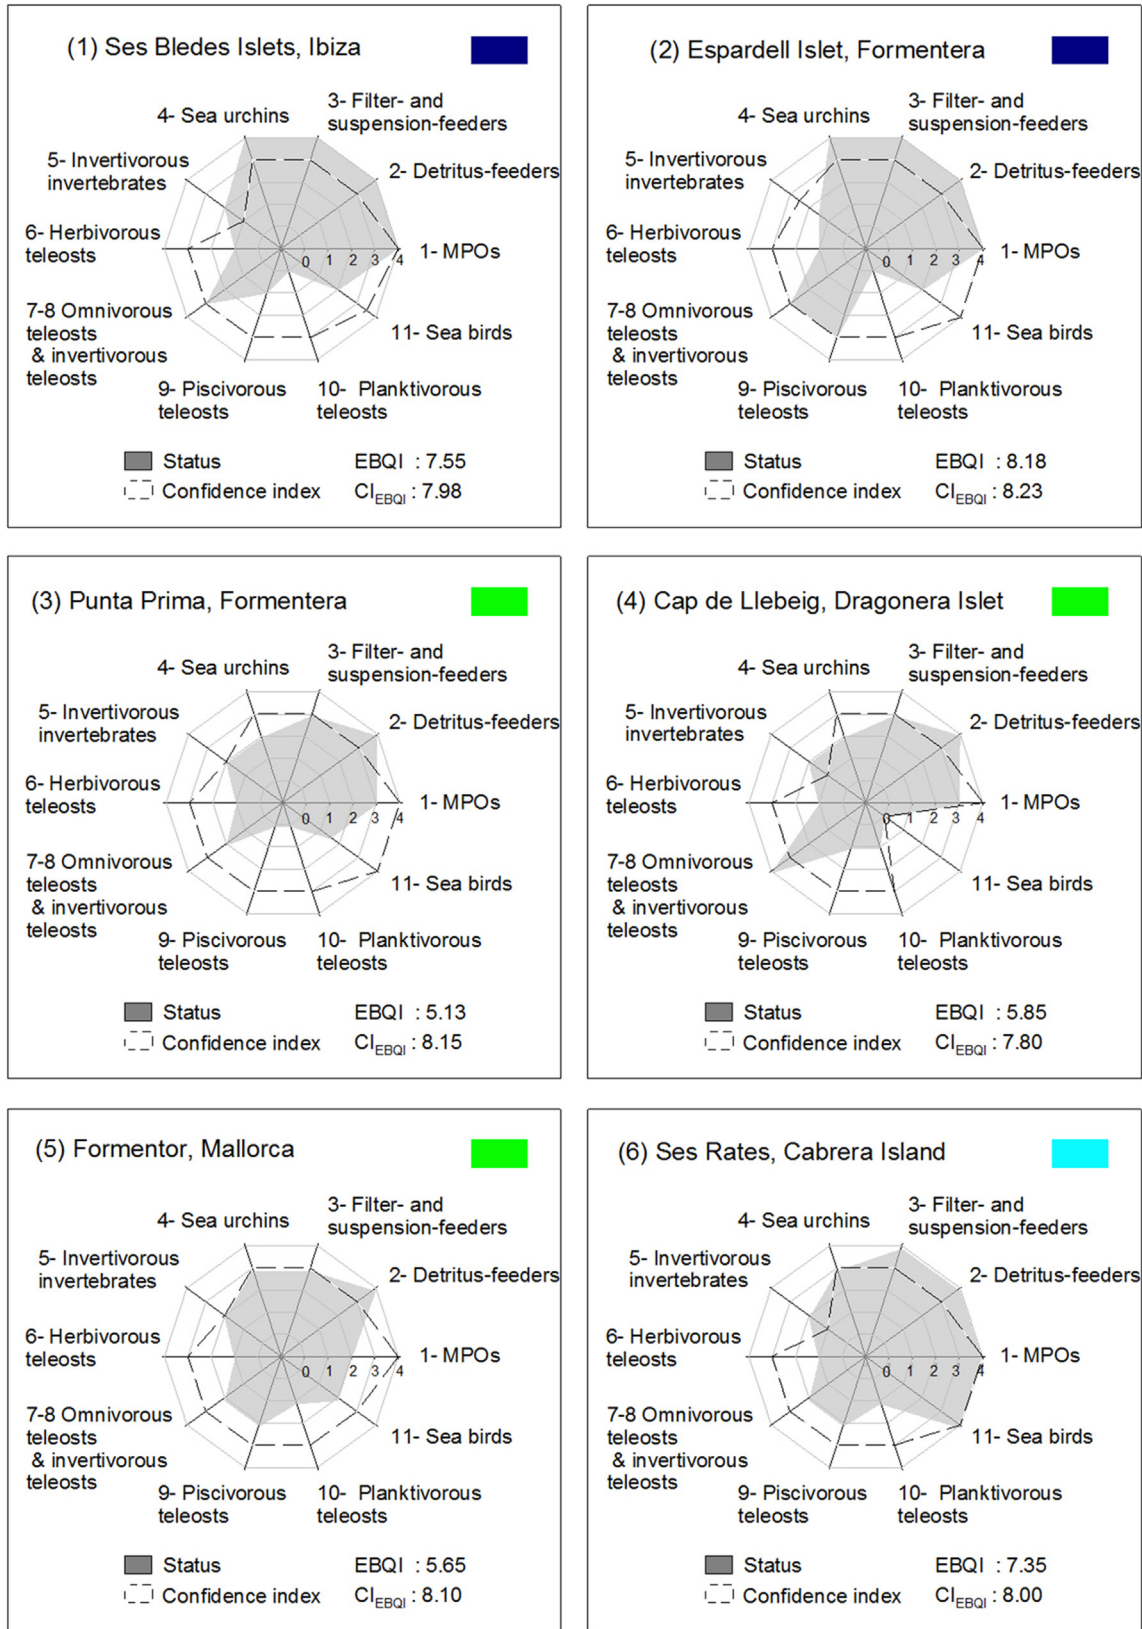 (1) Ses Bledes Islets, Ibiza
4- Sea urchins
3- Filter- and
suspension-feeders
5- Invertivorous
invertebrates
2- Detritus-feeders
6- Herbivorous
teleosts
0 1 2 3 4
1- MPOs
7-8 Omnivorous
teleosts
& invertivorous
teleosts
11- Sea birds
9- Piscivorous
teleosts
10- Planktivorous
teleosts
Status
EBQI : 7.55
Confidence index
CI_EBQI : 7.98
(2) Espardell Islet, Formentera
4- Sea urchins
3- Filter- and
suspension-feeders
5- Invertivorous
invertebrates
2- Detritus-feeders
6- Herbivorous
teleosts
0 1 2 3 4
1- MPOs
7-8 Omnivorous
teleosts
& invertivorous
teleosts
11- Sea birds
9- Piscivorous
teleosts
10- Planktivorous
teleosts
Status
EBQI : 8.18
Confidence index
CI_EBQI : 8.23
(3) Punta Prima, Formentera
4- Sea urchins
3- Filter- and
suspension-feeders
5- Invertivorous
invertebrates
2- Detritus-feeders
6- Herbivorous
teleosts
0 1 2 3 4
1- MPOs
7-8 Omnivorous
teleosts
& invertivorous
teleosts
11- Sea birds
9- Piscivorous
teleosts
10- Planktivorous
teleosts
Status
EBQI : 5.13
Confidence index
CI_EBQI : 8.15
(4) Cap de Llebeig, Dragonera Islet
4- Sea urchins
3- Filter- and
suspension-feeders
5- Invertivorous
invertebrates
2- Detritus-feeders
6- Herbivorous
teleosts
0 1 2 3 4
1- MPOs
7-8 Omnivorous
teleosts
& invertivorous
teleosts
11- Sea birds
9- Piscivorous
teleosts
10- Planktivorous
teleosts
Status
EBQI : 5.85
Confidence index
CI_EBQI : 7.80
(5) Formentor, Mallorca
4- Sea urchins
3- Filter- and
suspension-feeders
5- Invertivorous
invertebrates
2- Detritus-feeders
6- Herbivorous
teleosts
0 1 2 3 4
1- MPOs
7-8 Omnivorous
teleosts
& invertivorous
teleosts
11- Sea birds
9- Piscivorous
teleosts
10- Planktivorous
teleosts
Status
EBQI : 5.65
Confidence index
CI_EBQI : 8.10
(6) Ses Rates, Cabrera Island
4- Sea urchins
3- Filter- and
suspension-feeders
5- Invertivorous
invertebrates
2- Detritus-feeders
6- Herbivorous
teleosts
0 1 2 3 4
1- MPOs
7-8 Omnivorous
teleosts
& invertivorous
teleosts
11- Sea birds
9- Piscivorous
teleosts
10- Planktivorous
teleosts
Status
EBQI : 7.35
Confidence index
CI_EBQI : 8.00